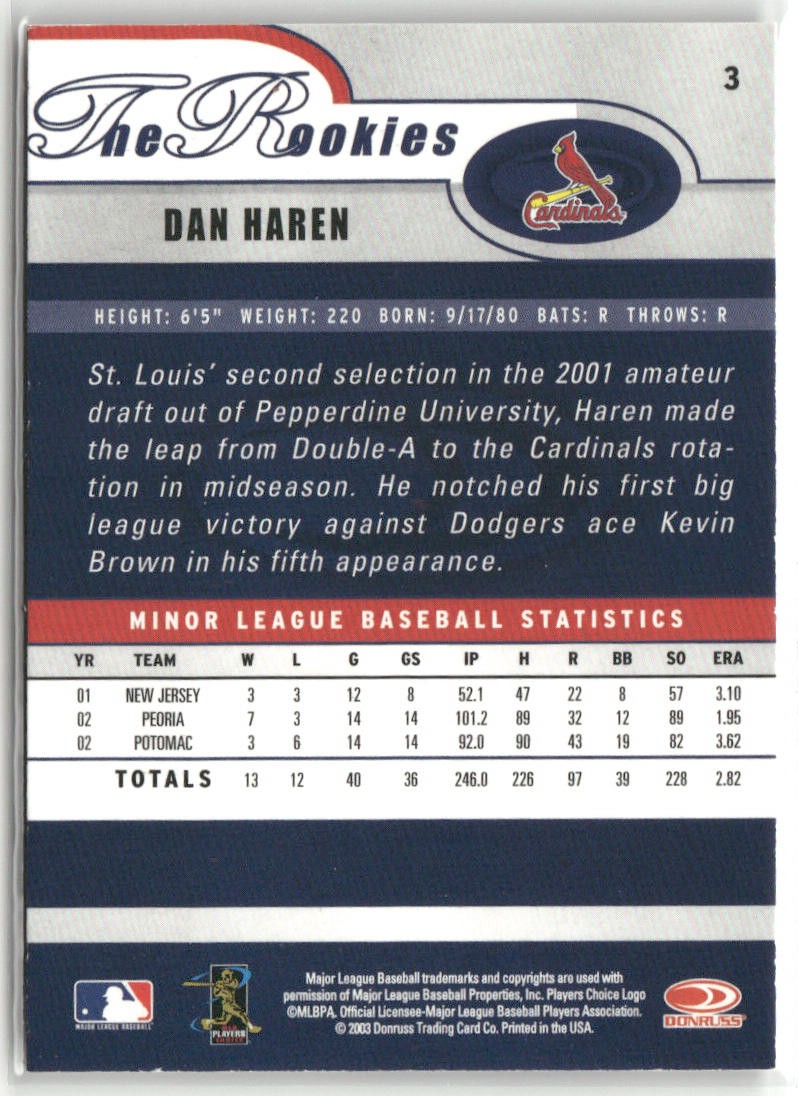 3
The Rookies
Cardinals
DAN HAREN
HEIGHT: 6'5" WEIGHT: 220 BORN: 9/17/80 BATS: R THROWS: R
St. Louis' second selection in the 2001 amateur
draft out of Pepperdine University, Haren made
the leap from Double-A to the Cardinals rota-
tion in midseason. He notched his first big
league victory against Dodgers ace Kevin
Brown in his fifth appearance.
MINOR LEAGUE BASEBALL STATISTICS
YR TEAM W L G GS IP H R BB SO ERA
01 NEW JERSEY 3 3 12 8 52.1 47 22 8 57 3.10
02 PEORIA 7 3 14 14 101.2 89 32 12 89 1.95
02 POTOMAC 3 6 14 14 92.0 90 43 19 82 3.62
TOTALS 13 12 40 36 246.0 226 97 39 228 2.82
Major League Baseball trademarks and copyrights are used with
permission of Major League Baseball Properties, Inc. Players Choice Logo
©MLBPA. Official Licensee-Major League Baseball Players Association.
© 2003 Donruss Trading Card Co. Printed in the USA.
MAJOR LEAGUE BASEBALL
MLB
PLAYERS
CHOICE
DONRUSS